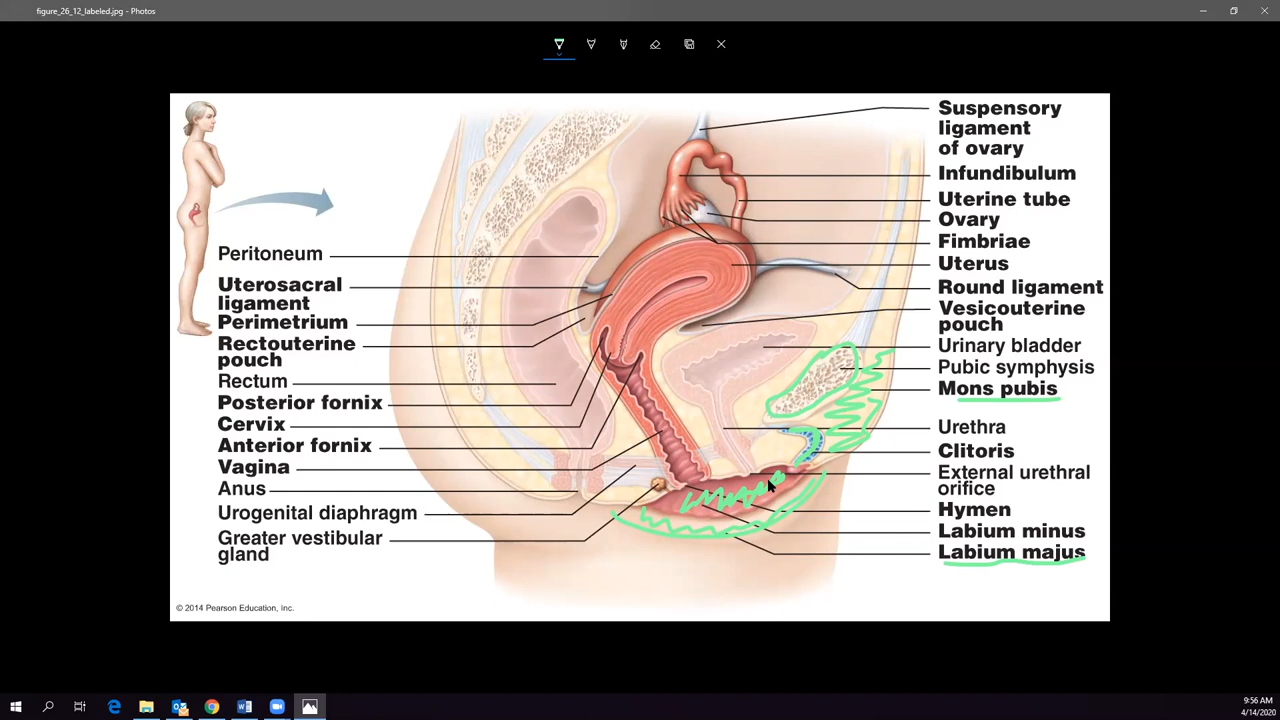 figure_26_12_labeled.jpg - Photos
Suspensory
ligament
of ovary
Infundibulum
Uterine tube
Ovary
Fimbriae
Uterus
Round ligament
Vesicouterine
pouch
Urinary bladder
Pubic symphysis
Mons pubis
Urethra
Clitoris
External urethral
orifice
Hymen
Labium minus
Labium majus
Peritoneum
Uterosacral
ligament
Perimetrium
Rectouterine
pouch
Rectum
Posterior fornix
Cervix
Anterior fornix
Vagina
Anus
Urogenital diaphragm
Greater vestibular
gland
© 2014 Pearson Education, Inc.
9:56 AM
4/14/2020